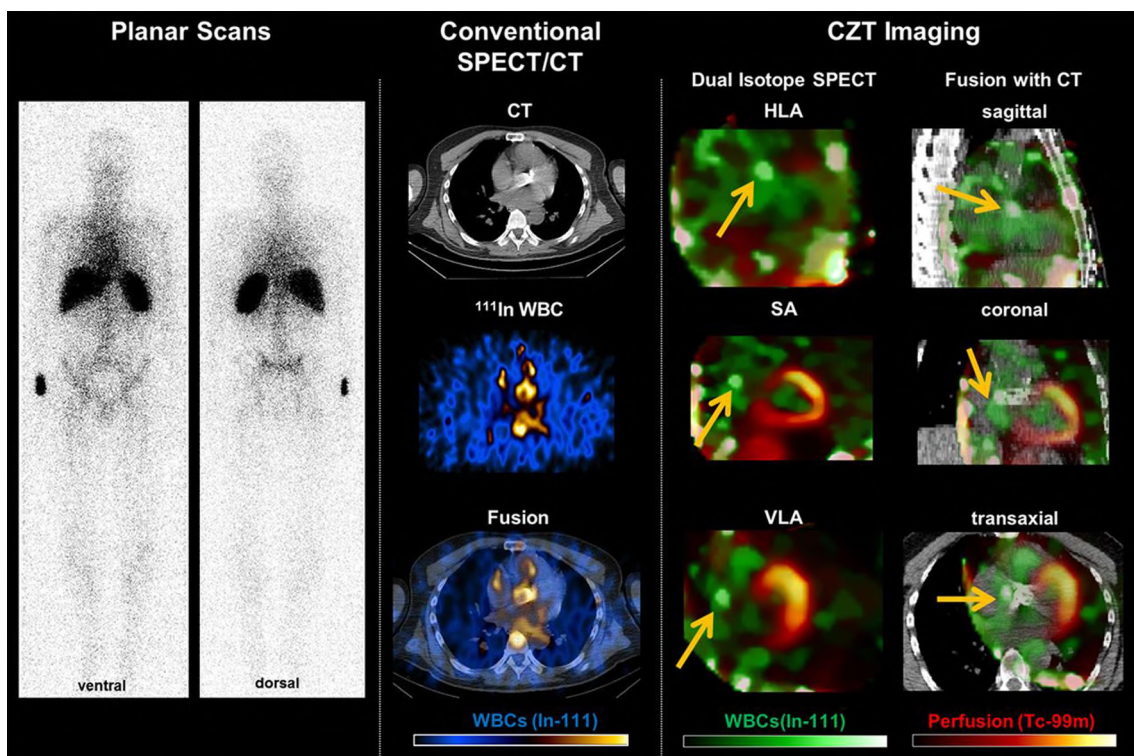 Planar Scans
ventral
dorsal
Conventional
SPECT/CT
CT
¹¹¹In WBC
Fusion
WBCs (In-111)
CZT Imaging
Dual Isotope SPECT
Fusion with CT
HLA
sagittal
SA
coronal
VLA
transaxial
WBCs(In-111)
Perfusion (Tc-99m)